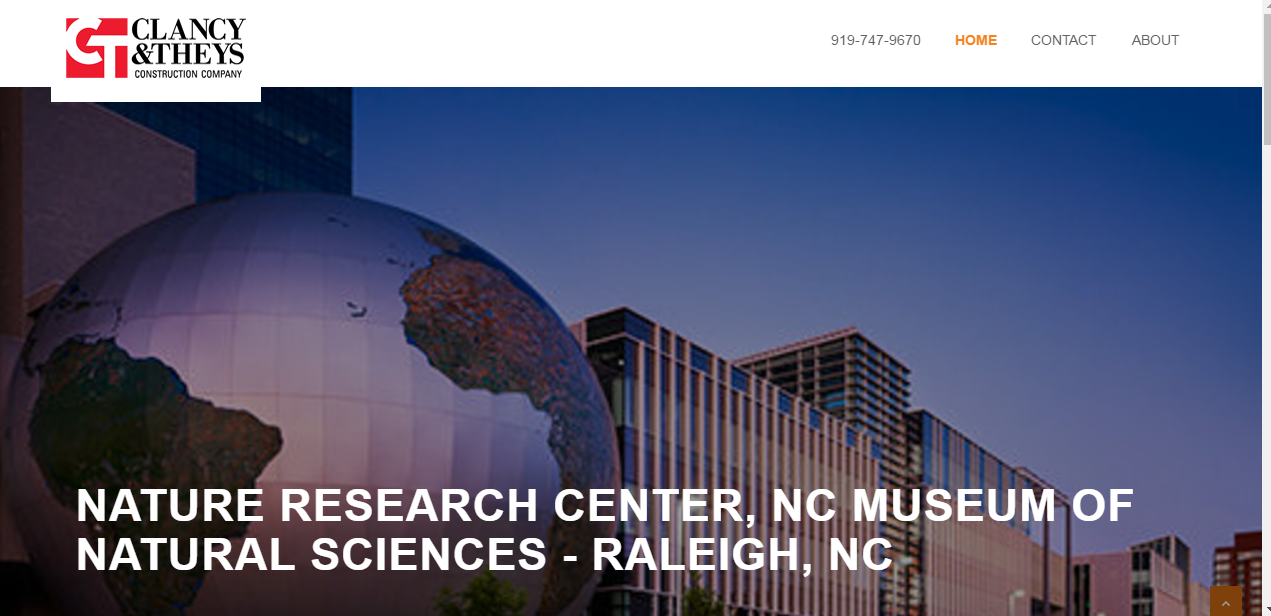 CLANCY
&THEYS
CONSTRUCTION COMPANY
919-747-9670 HOME CONTACT ABOUT
NATURE RESEARCH CENTER, NC MUSEUM OF
NATURAL SCIENCES - RALEIGH, NC